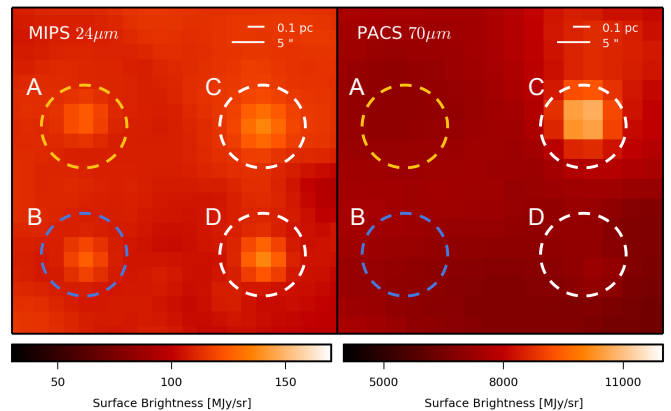 MIPS 24μm
0.1 pc
5 "
A
C
B
D
PACS 70μm
0.1 pc
5 "
A
C
B
D
50
100
150
Surface Brightness [MJy/sr]
5000
8000
11000
Surface Brightness [MJy/sr]